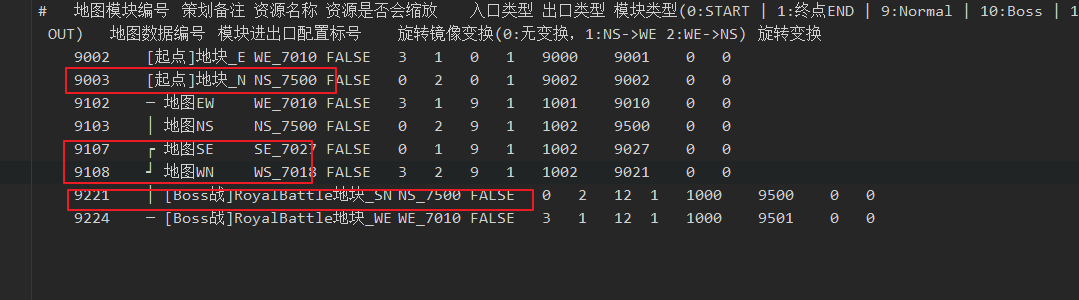 # 地图模块编号 策划备注 资源名称 资源是否会缩放 入口类型 出口类型 模块类型(0:START | 1:终点END | 9:Normal | 10:Boss | 1
OUT) 地图数据编号 模块进出口配置标号 旋转镜像变换(0:无变换, 1:NS->WE 2:WE->NS) 旋转变换
9002 [起点]地块_E WE_7010 FALSE 3 1 0 1 9000 9001 0 0
9003 [起点]地块_N NS_7500 FALSE 0 2 0 1 9002 9002 0 0
9102 ─ 地图EW WE_7010 FALSE 3 1 9 1 1001 9010 0 0
9103 │ 地图NS NS_7500 FALSE 0 2 9 1 1002 9500 0 0
9107 ┏ 地图SE SE_7027 FALSE 0 1 9 1 1002 9027 0 0
9108 ┛ 地图WN WS_7018 FALSE 3 2 9 1 1002 9021 0 0
9221 │ [Boss战]RoyalBattle地块_SN NS_7500 FALSE 0 2 12 1 1000 9500 0 0
9224 ─ [Boss战]RoyalBattle地块_WE WE_7010 FALSE 3 1 12 1 1000 9501 0 0